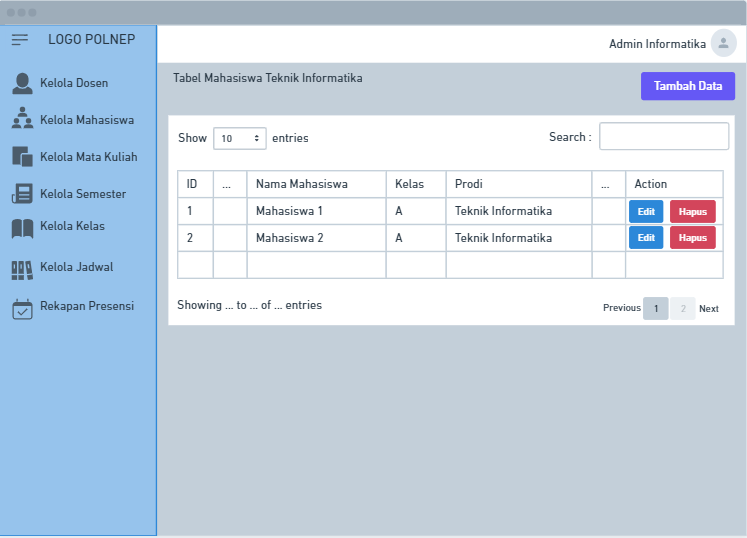 LOGO POLNEP
Admin Informatika
Kelola Dosen
Kelola Mahasiswa
Kelola Mata Kuliah
Kelola Semester
Kelola Kelas
Kelola Jadwal
Rekapan Presensi
Tabel Mahasiswa Teknik Informatika
Tambah Data
Show 10 entries
Search :
ID ... Nama Mahasiswa Kelas Prodi ... Action
1 Mahasiswa 1 A Teknik Informatika Edit Hapus
2 Mahasiswa 2 A Teknik Informatika Edit Hapus
Showing ... to ... of ... entries
Previous 1 2 Next